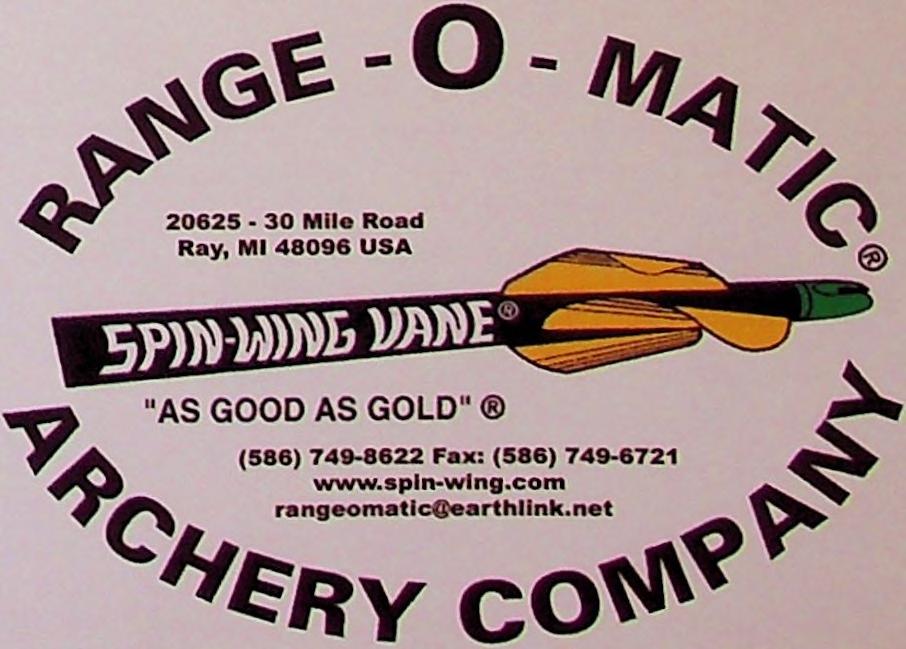 RANGE - O - MATIC®
20625 - 30 Mile Road
Ray, MI 48096 USA
SPIN-WING VANE®
"AS GOOD AS GOLD" ®
(586) 749-8622 Fax: (586) 749-6721
www.spin-wing.com
rangeomatic@earthlink.net
ARCHERY COMPANY